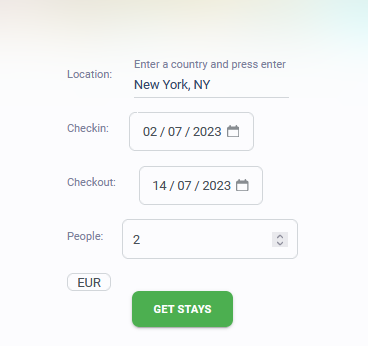 Enter a country and press enter
Location:
New York, NY
Checkin:
02 / 07 / 2023
Checkout:
14 / 07 / 2023
People:
2
EUR
GET STAYS